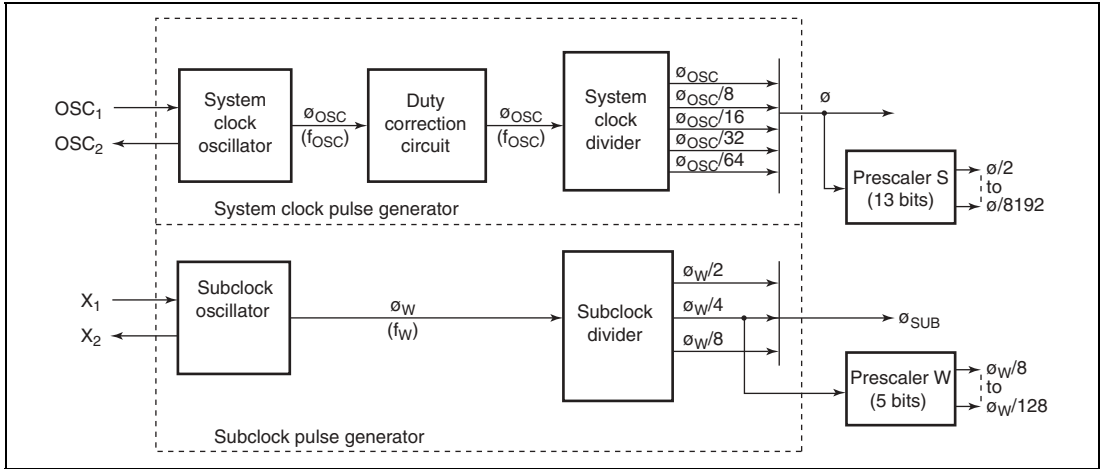 OSC₁
OSC₂
System
clock
oscillator
øOSC
(fOSC)
Duty
correction
circuit
øOSC
(fOSC)
System
clock
divider
øOSC
øOSC/8
øOSC/16
øOSC/32
øOSC/64
ø
Prescaler S
(13 bits)
ø/2
to
ø/8192
System clock pulse generator
X₁
X₂
Subclock
oscillator
øW
(fW)
Subclock
divider
øW/2
øW/4
øW/8
øSUB
Prescaler W
(5 bits)
øW/8
to
øW/128
Subclock pulse generator